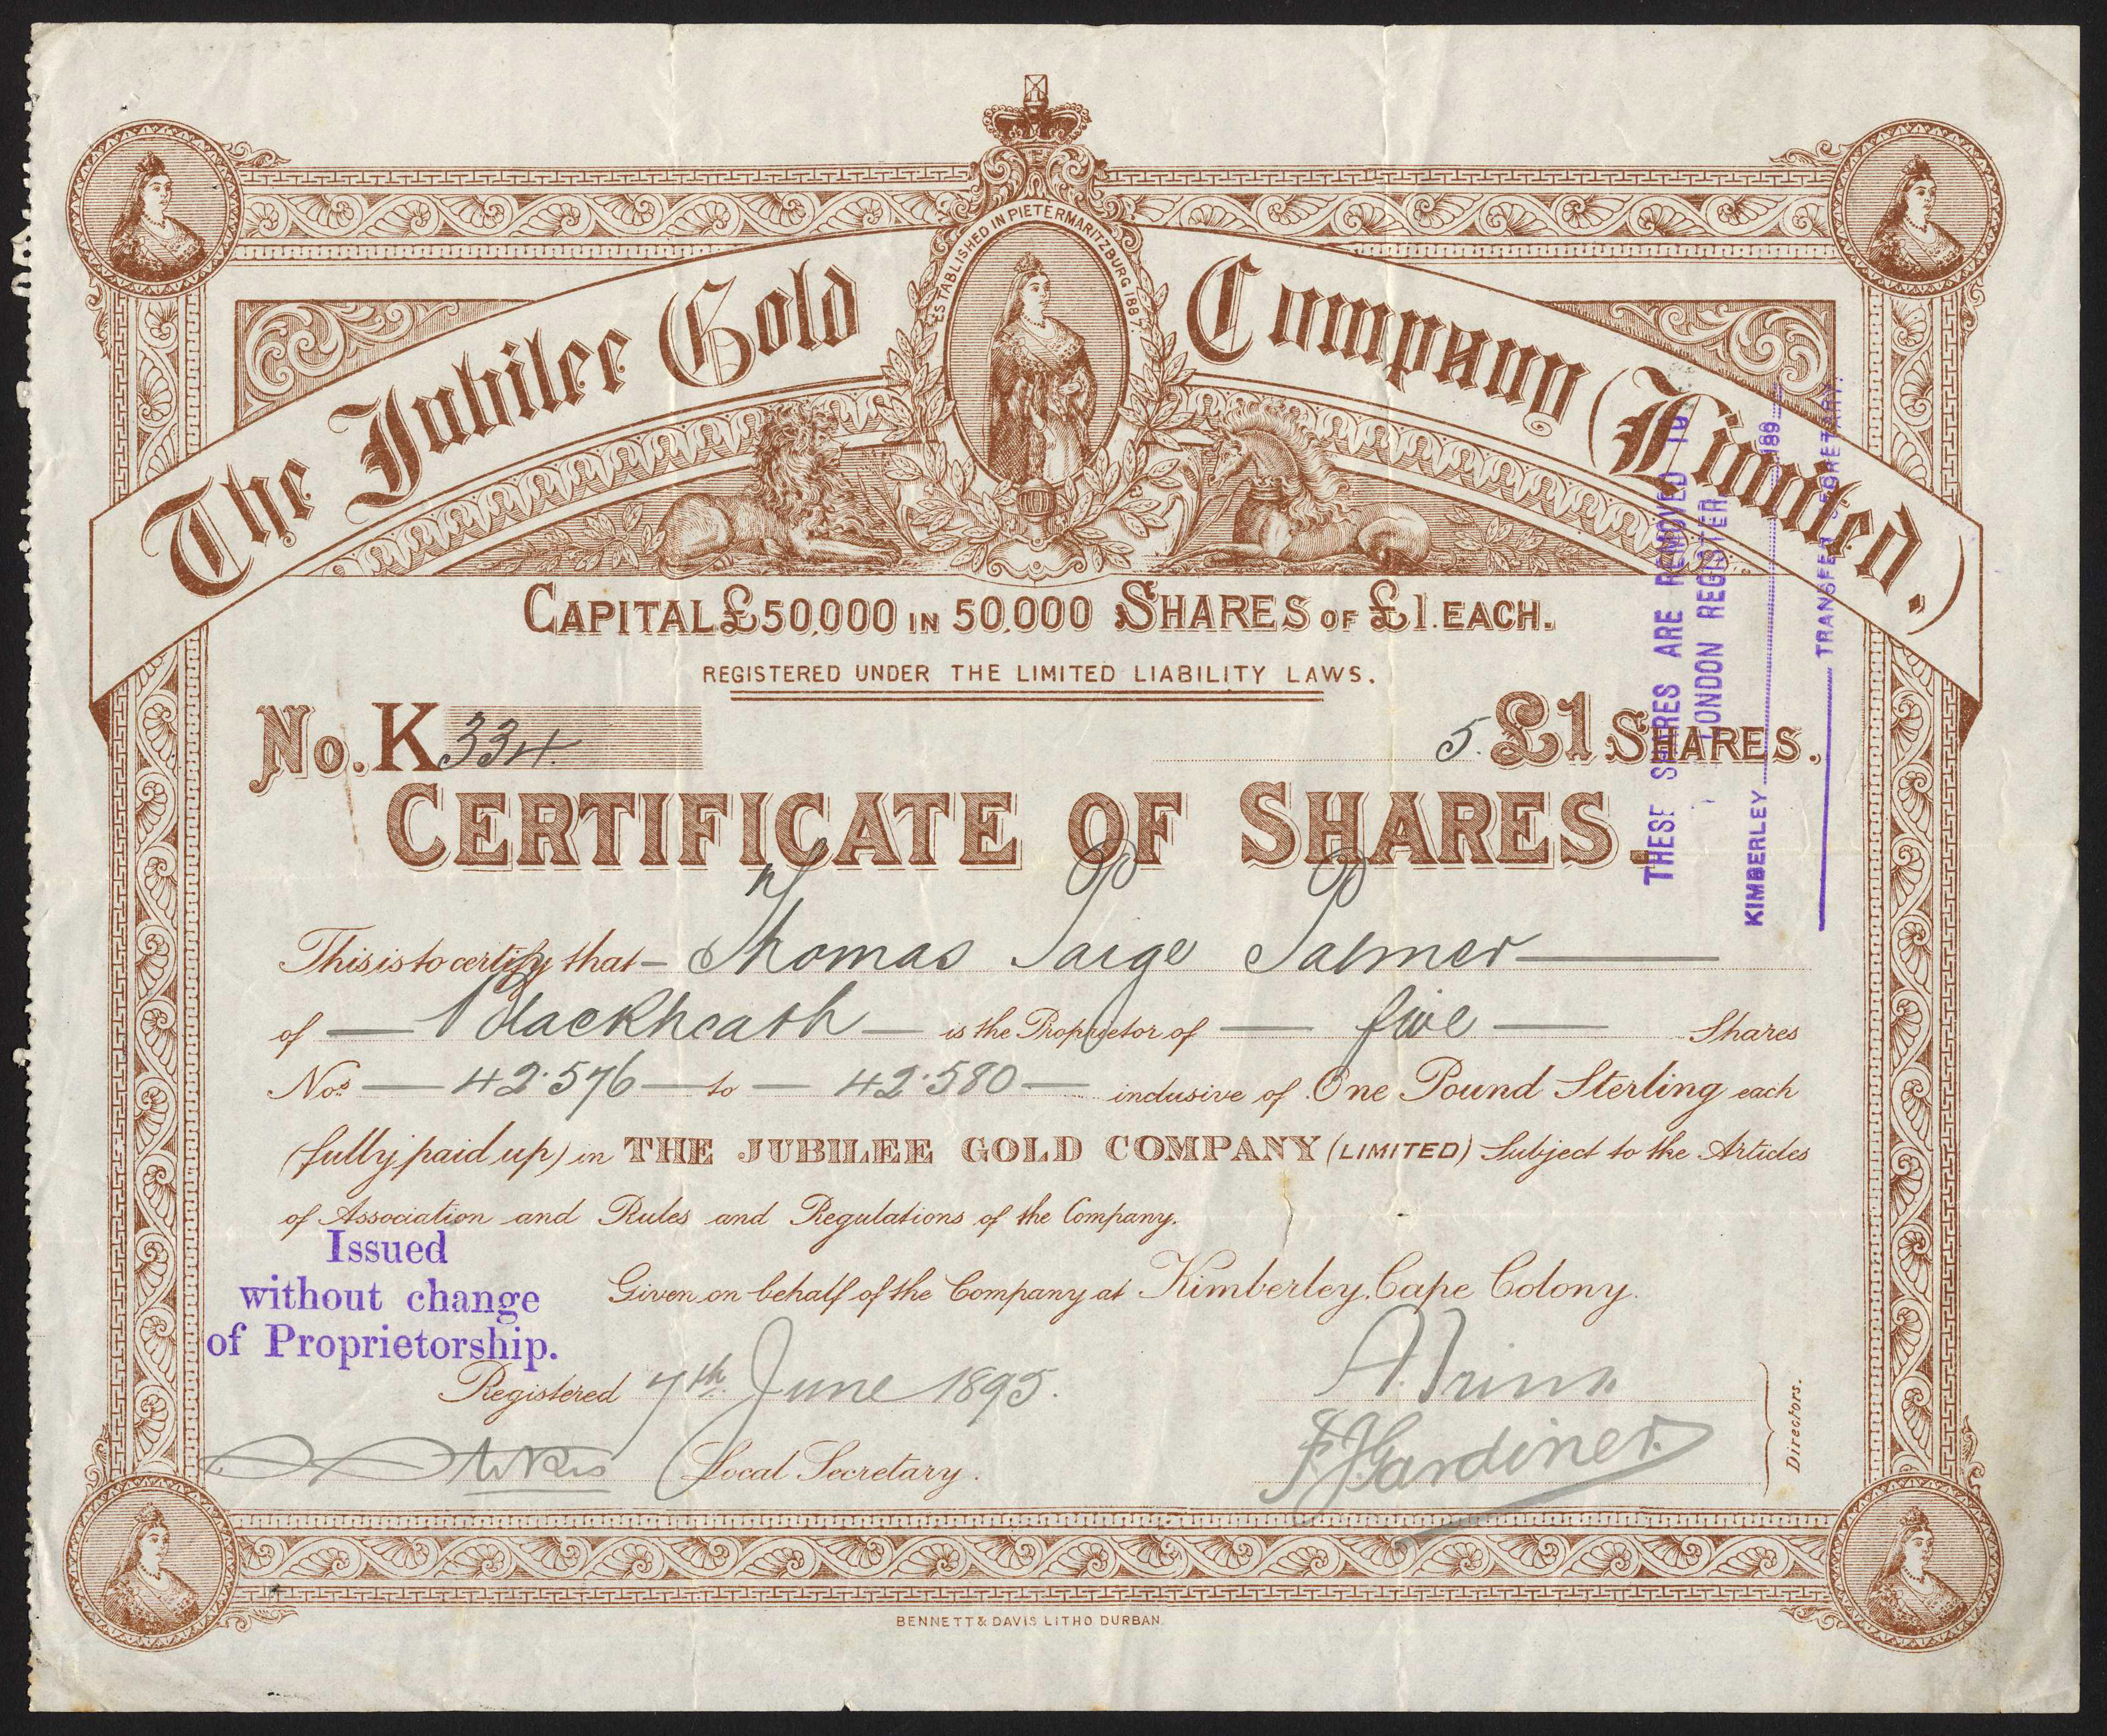 ESTABLISHED IN PIETERMARITZBURG 1887.
The Jubilee Gold Company (Limited.)
CAPITAL £50,000 IN 50,000 SHARES OF £1. EACH.
REGISTERED UNDER THE LIMITED LIABILITY LAWS.
No. K 334. 5. £1 SHARES.
CERTIFICATE OF SHARES.
This is to certify that — Thomas Paige Palmer —
of — Blackheath — is the Proprietor of — five — Shares
Nos — 42.576 — to — 42.580 — inclusive of One Pound Sterling each
(fully paid up) in THE JUBILEE GOLD COMPANY (LIMITED) Subject to the Articles
of Association and Rules and Regulations of the Company.
Issued
without change
of Proprietorship.
Given on behalf of the Company at Kimberley, Cape Colony.
Registered 7th June 1895.
Local Secretary.
F Gardiner
Directors.
THESE SHARES ARE REMOVED TO
LONDON REGISTER
KIMBERLEY 189
TRANSFER SECRETARY.
BENNETT & DAVIS LITHO DURBAN.